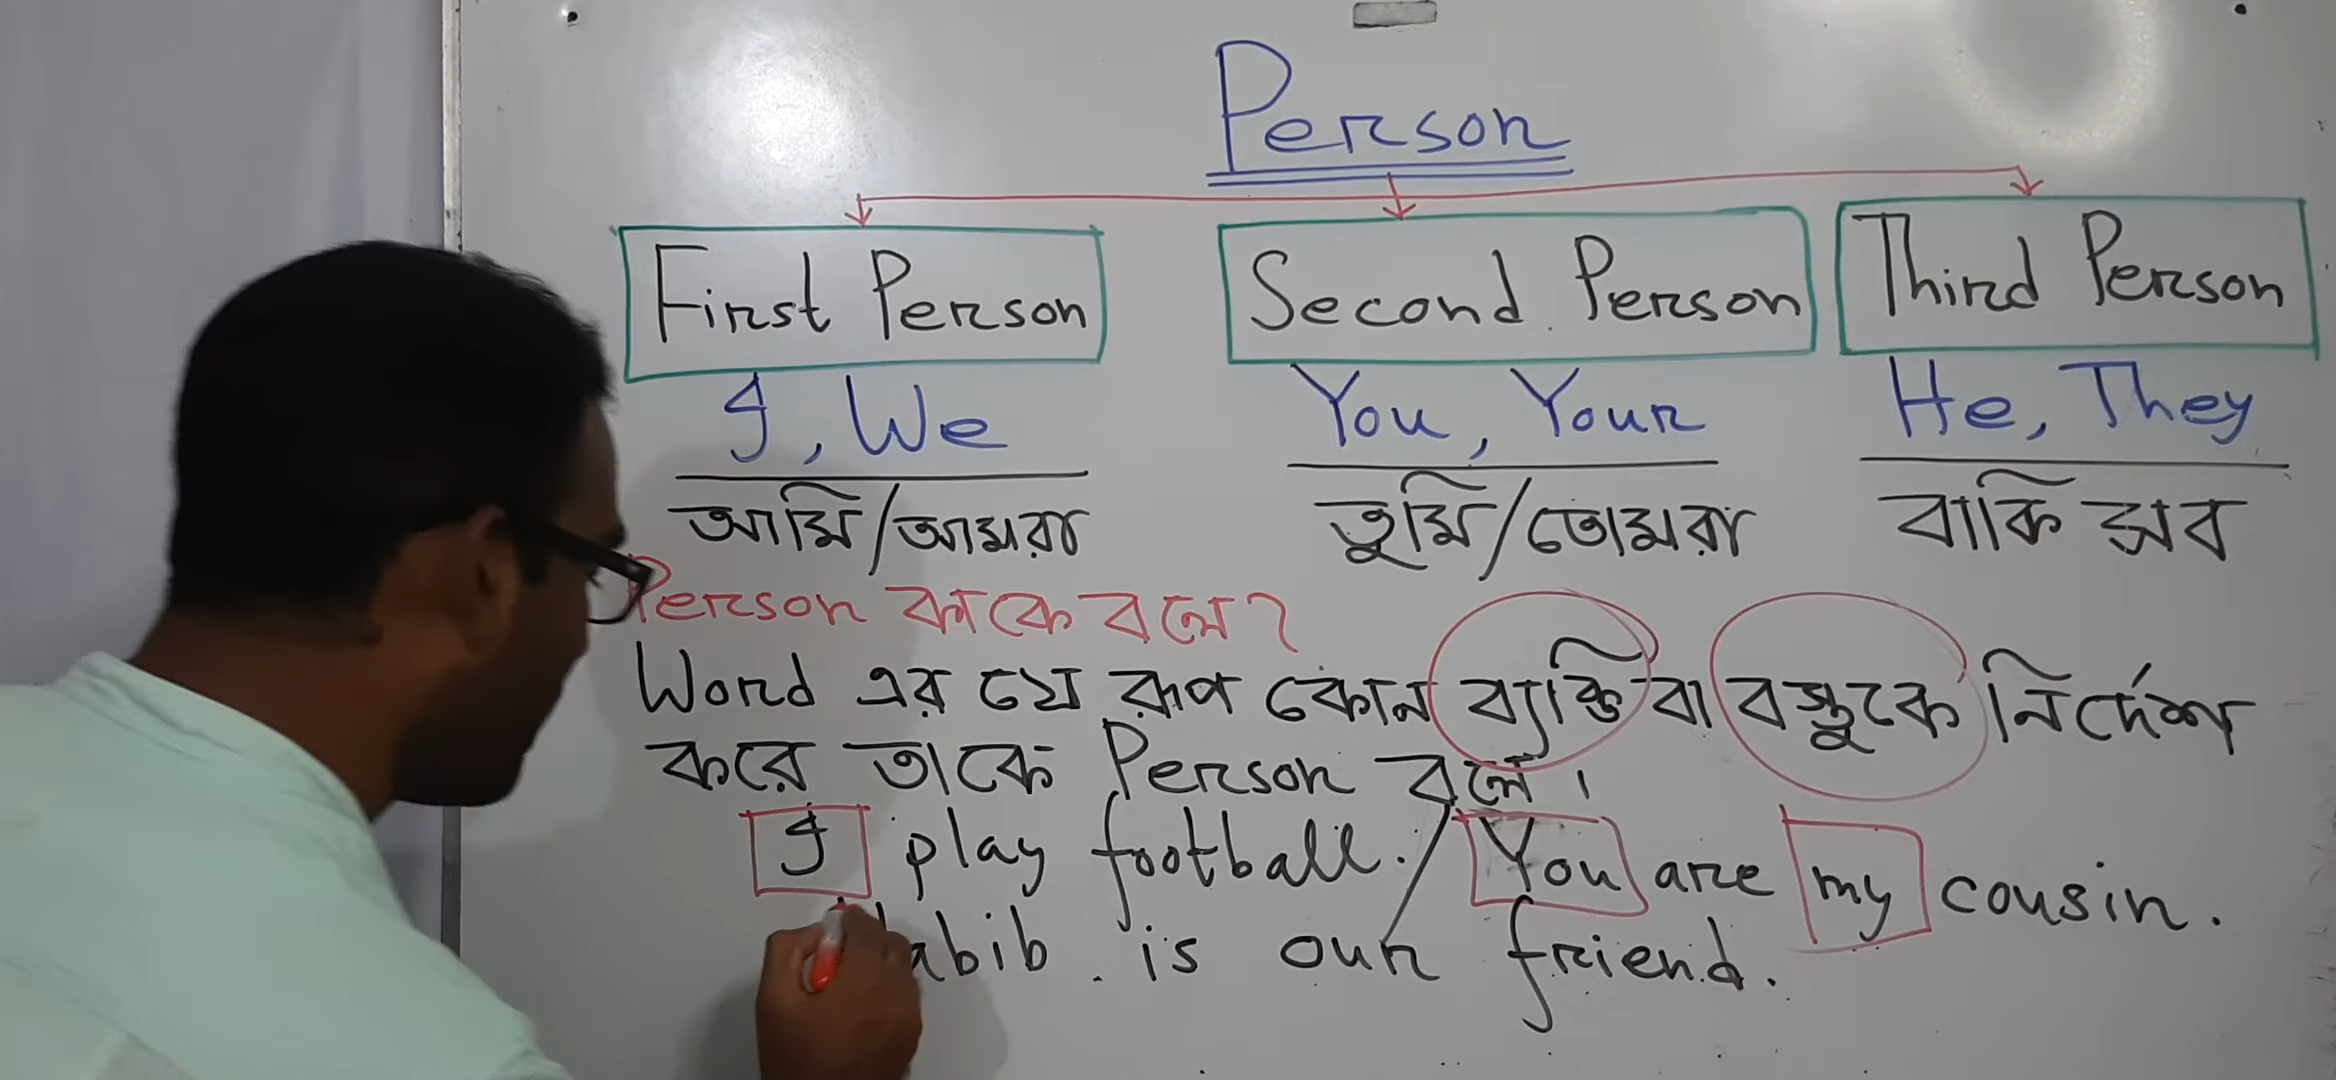 Person
First Person Second Person Third Person
I, We You, Your He, They
আমি/আমরা তুমি/তোমরা বাকি সব
Person কাকে বলে?
Word এর যে রূপ কোন ব্যক্তি বা বস্তুকে নির্দেশ
করে তাকে Person বলে।
I play football. / You are my cousin.
is our friend.